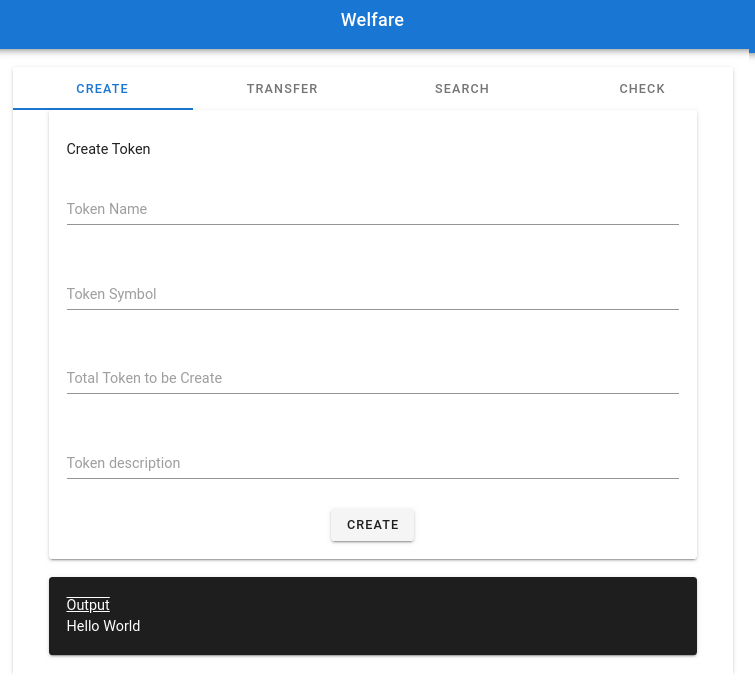 Welfare
CREATE TRANSFER SEARCH CHECK
Create Token
Token Name
Token Symbol
Total Token to be Create
Token description
CREATE
Output
Hello World